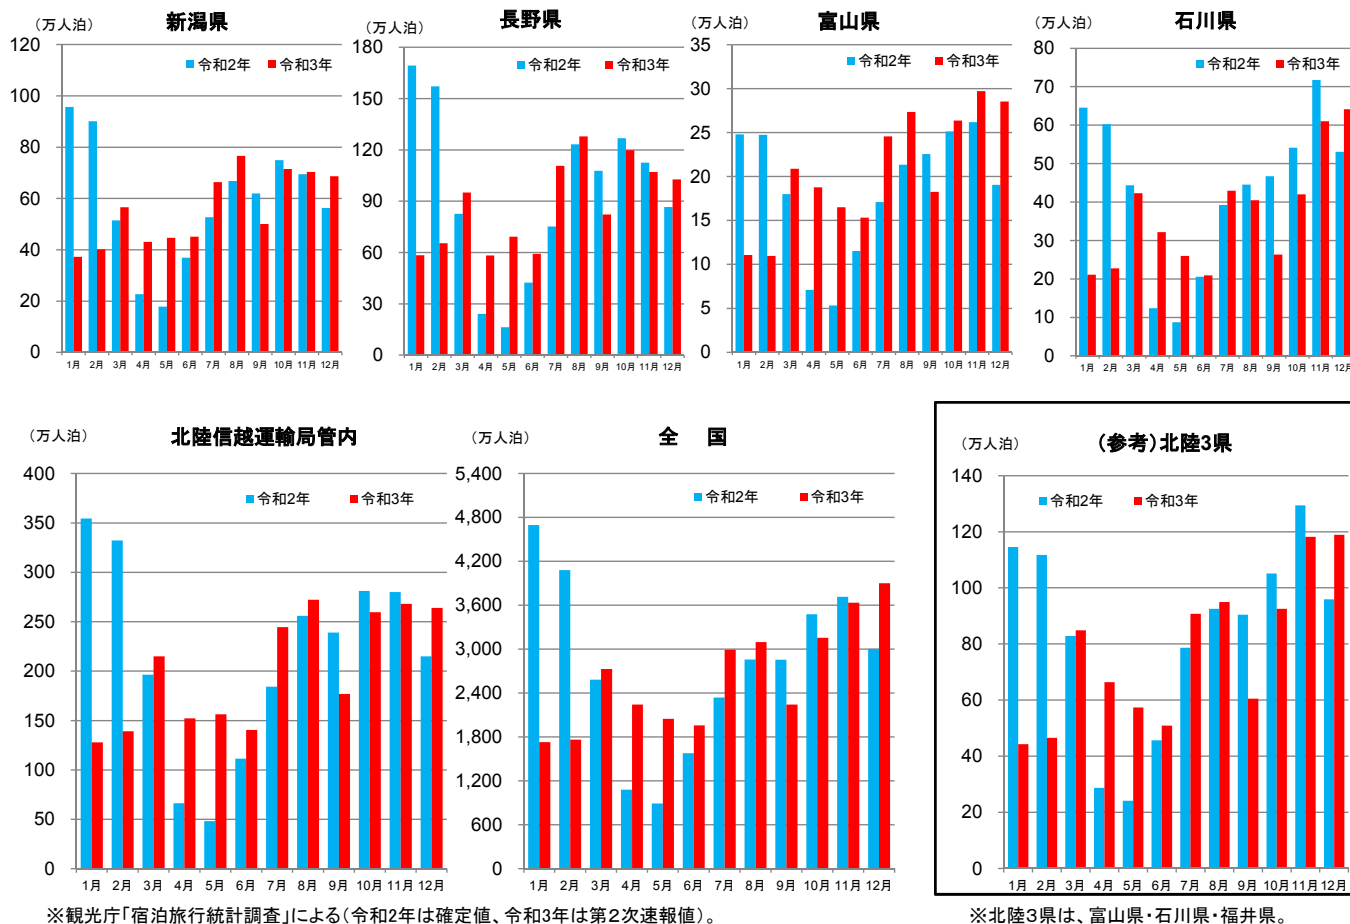 （万人泊） 新潟県
令和2年 令和3年
120
100
80
60
40
20
0
1月 2月 3月 4月 5月 6月 7月 8月 9月 10月 11月 12月
（万人泊） 長野県
令和2年 令和3年
180
150
120
90
60
30
0
1月 2月 3月 4月 5月 6月 7月 8月 9月 10月 11月 12月
（万人泊） 富山県
令和2年 令和3年
35
30
25
20
15
10
5
0
1月 2月 3月 4月 5月 6月 7月 8月 9月 10月 11月 12月
（万人泊） 石川県
令和2年 令和3年
80
70
60
50
40
30
20
10
0
1月 2月 3月 4月 5月 6月 7月 8月 9月 10月 11月 12月
（万人泊） 北陸信越運輸局管内
令和2年 令和3年
400
350
300
250
200
150
100
50
0
1月 2月 3月 4月 5月 6月 7月 8月 9月 10月 11月 12月
（万人泊） 全 国
令和2年 令和3年
5,400
4,800
4,200
3,600
3,000
2,400
1,800
1,200
600
0
1月 2月 3月 4月 5月 6月 7月 8月 9月 10月 11月 12月
（万人泊） （参考）北陸3県
令和2年 令和3年
140
120
100
80
60
40
20
0
1月 2月 3月 4月 5月 6月 7月 8月 9月 10月 11月 12月
※観光庁「宿泊旅行統計調査」による（令和2年は確定値、令和3年は第2次速報値）。
※北陸3県は、富山県・石川県・福井県。